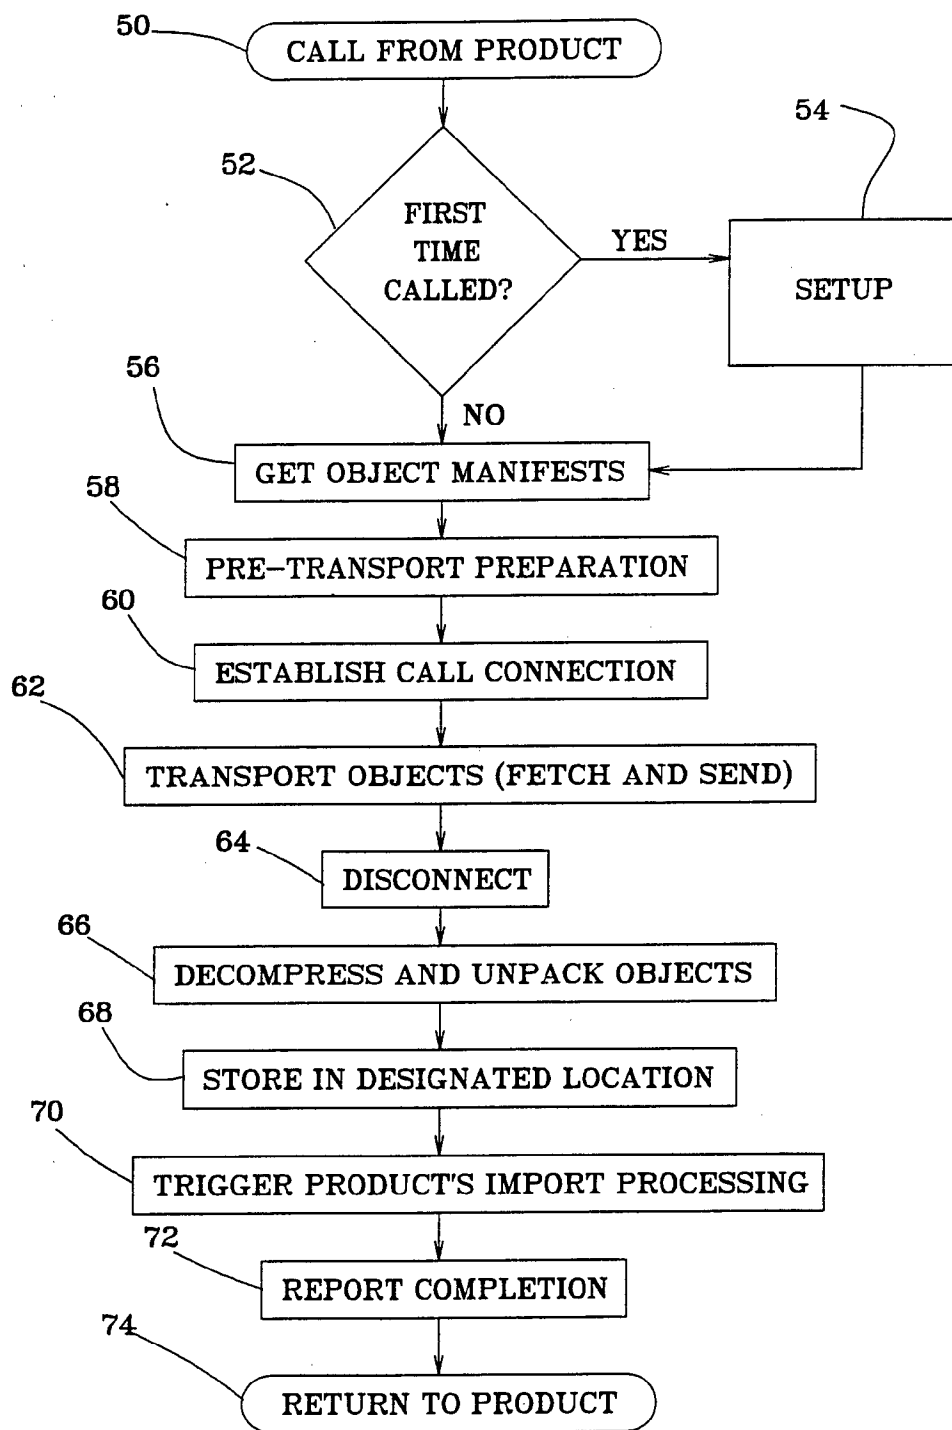 50
CALL FROM PRODUCT
54
52
FIRST
TIME
CALLED?
YES
SETUP
56
NO
GET OBJECT MANIFESTS
58
PRE-TRANSPORT PREPARATION
60
ESTABLISH CALL CONNECTION
62
TRANSPORT OBJECTS (FETCH AND SEND)
64
DISCONNECT
66
DECOMPRESS AND UNPACK OBJECTS
68
STORE IN DESIGNATED LOCATION
70
TRIGGER PRODUCT'S IMPORT PROCESSING
72
REPORT COMPLETION
74
RETURN TO PRODUCT